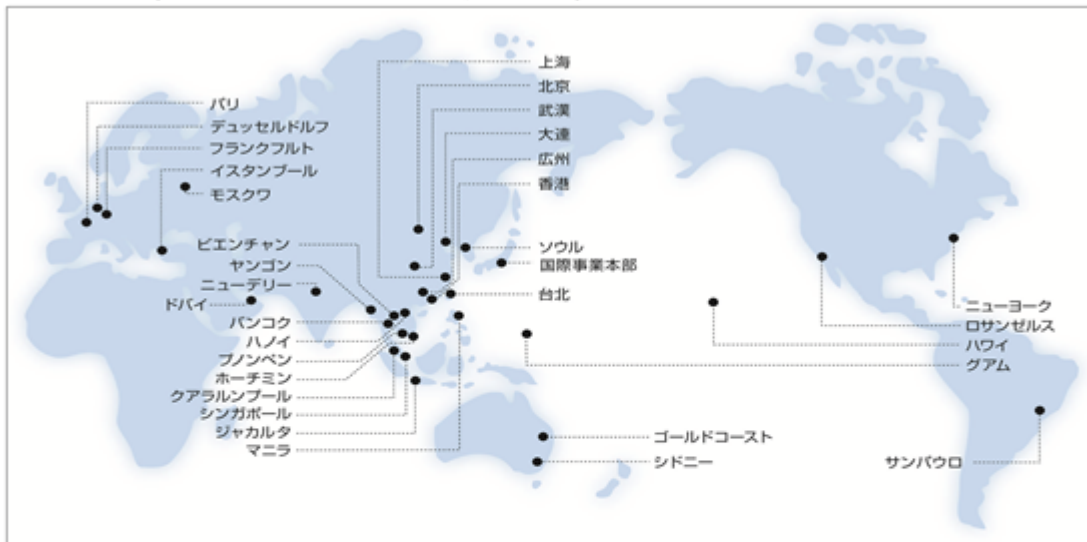 上海
北京
武漢
大連
広州
香港
パリ
デュッセルドルフ
フランクフルト
イスタンブール
モスクワ
ビエンチャン
ヤンゴン
ニューデリー
ドバイ
バンコク
ハノイ
プノンペン
ホーチミン
クアラルンプール
シンガポール
ジャカルタ
マニラ
ソウル
国際事業本部
台北
ニューヨーク
ロサンゼルス
ハワイ
グアム
ゴールドコースト
シドニー
サンパウロ